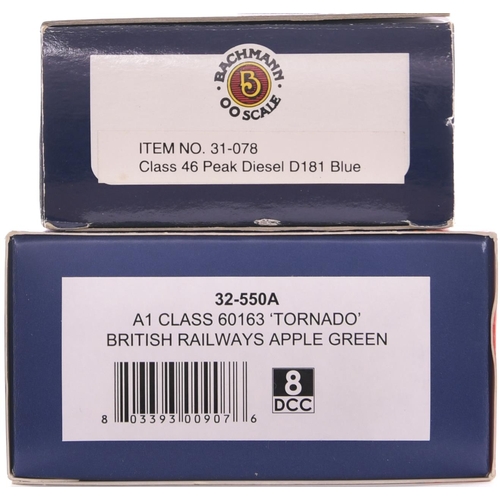 BACHMANN
B
OO SCALE
ITEM NO. 31-078
Class 46 Peak Diesel D181 Blue
32-550A
A1 CLASS 60163 ‘TORNADO’
BRITISH RAILWAYS APPLE GREEN
8
DCC
8 03393 00907 6